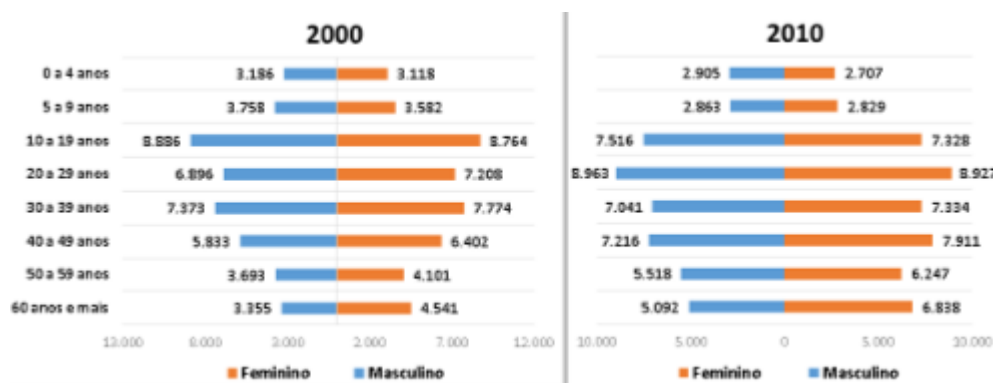 2000
2010
0 a 4 anos 3.186 3.118 2.905 2.707
5 a 9 anos 3.758 3.582 2.863 2.829
10 a 19 anos 8.886 8.764 7.516 7.328
20 a 29 anos 6.896 7.208 8.963 8.927
30 a 39 anos 7.373 7.774 7.041 7.334
40 a 49 anos 5.833 6.402 7.216 7.911
50 a 59 anos 3.693 4.101 5.518 6.247
60 anos e mais 3.355 4.541 5.092 6.838
13.000 8.000 3.000 2.000 7.000 12.000 10.000 5.000 0 5.000 10.000
Feminino Masculino Feminino Masculino